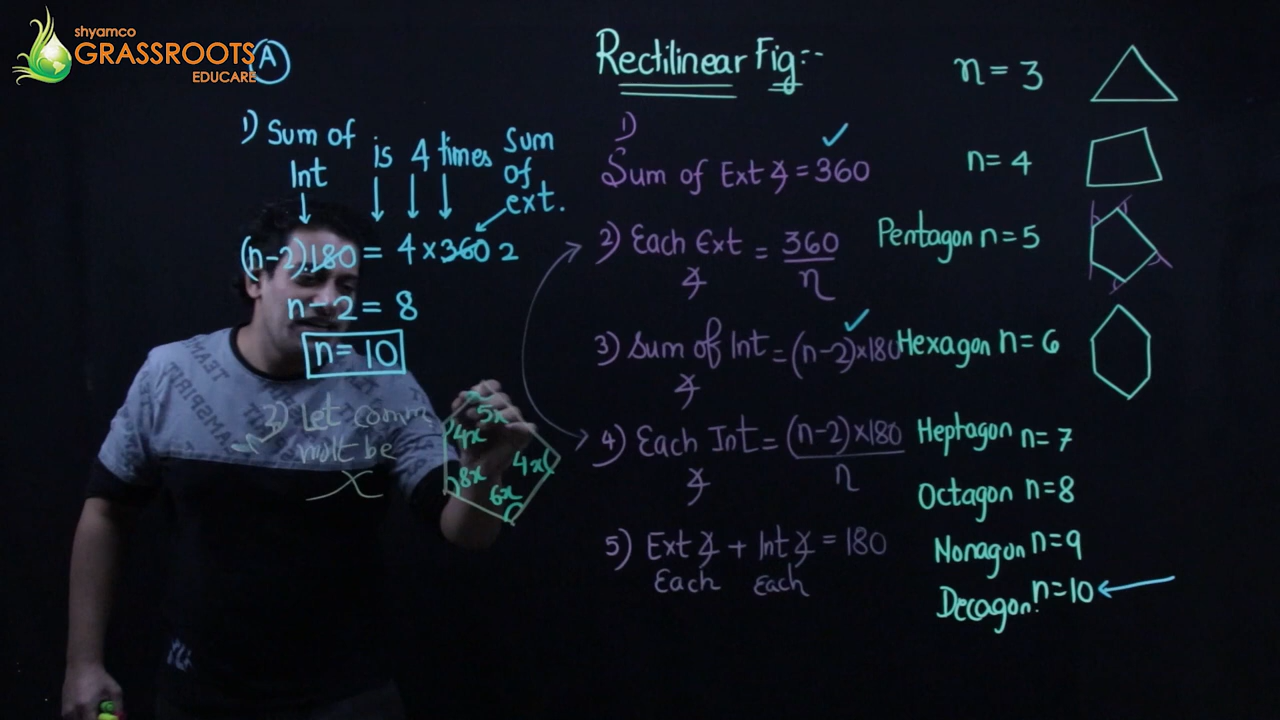 shyamco
GRASSROOTS
EDUCARE
A
1) Sum of Int is 4 times Sum of ext.
(n-2).180 = 4 × 360 2
n-2 = 8
n = 10
Let comm
mult be
x
5x
4x
4x
8x
6x
Rectilinear Fig:-
1)
Sum of Ext ∡ = 360 ✓
2) Each Ext ∡ = 360/n
3) Sum of Int ∡ = (n-2)×180 ✓
4) Each Int ∡ = (n-2)×180/n
5) Ext ∡ + Int ∡ = 180
Each Each
n = 3
n = 4
Pentagon n = 5
Hexagon n = 6
Heptagon n = 7
Octagon n = 8
Nonagon n = 9
Decagon. n = 10